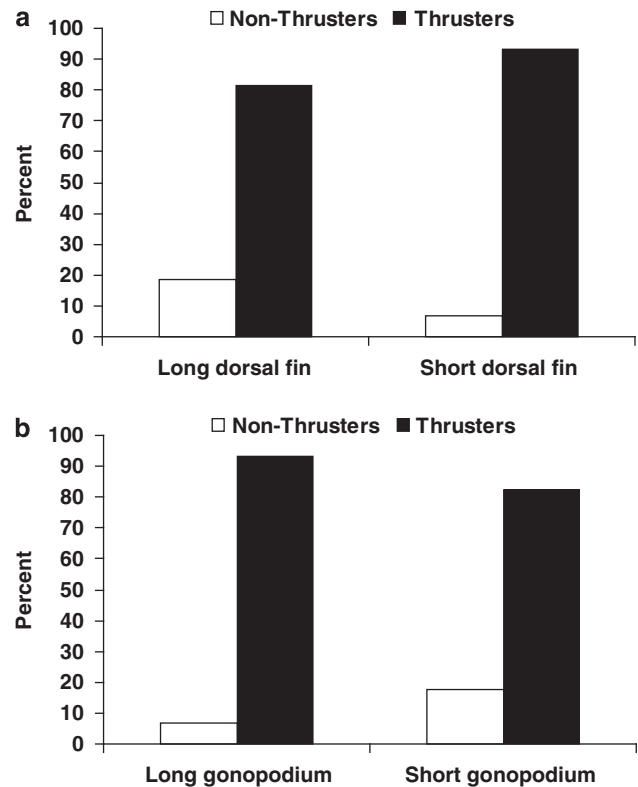 a
□ Non-Thrusters ■ Thrusters
100
90
80
70
60
50
40
30
20
10
0
Percent
Long dorsal fin Short dorsal fin
b
□ Non-Thrusters ■ Thrusters
100
90
80
70
60
50
40
30
20
10
0
Percent
Long gonopodium Short gonopodium